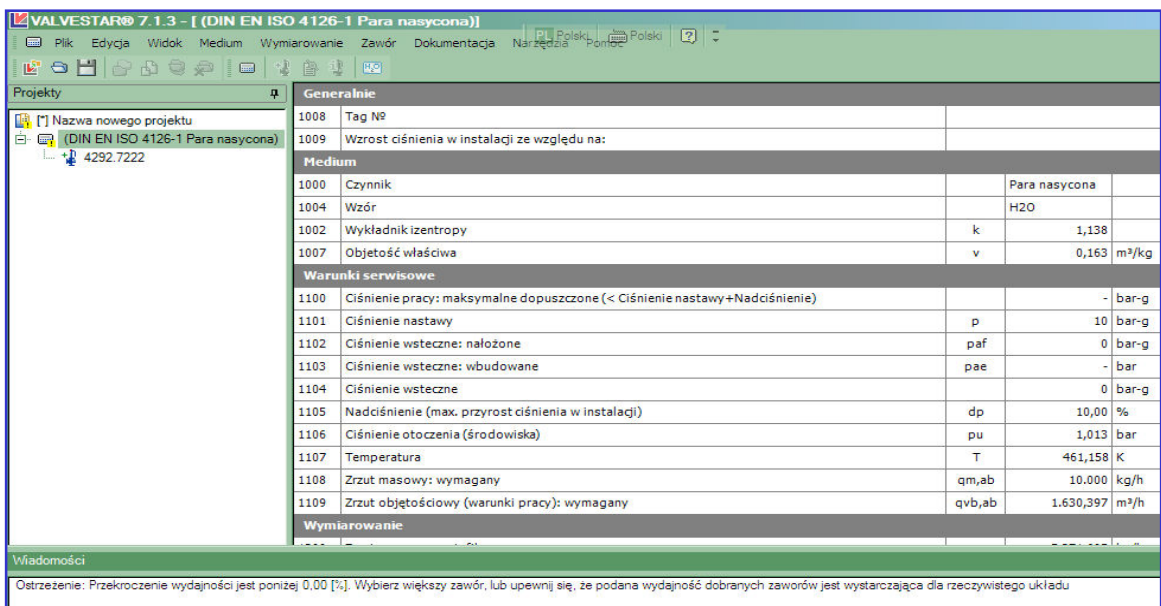 VALVESTAR® 7.1.3 - [ (DIN EN ISO 4126-1 Para nasycona)]
Plik Edycja Widok Medium Wymiarowanie Zawór Dokumentacja Narzędzia Pomoc
PL Polski Polski
Projekty
[*] Nazwa nowego projektu
(DIN EN ISO 4126-1 Para nasycona)
4292.7222
Generalnie
1008 Tag Nº
1009 Wzrost ciśnienia w instalacji ze względu na:
Medium
1000 Czynnik Para nasycona
1004 Wzór H2O
1002 Wykładnik izentropy k 1,138
1007 Objetość właściwa v 0,163 m³/kg
Warunki serwisowe
1100 Ciśnienie pracy: maksymalne dopuszczone (< Ciśnienie nastawy+Nadciśnienie) - bar-g
1101 Ciśnienie nastawy p 10 bar-g
1102 Ciśnienie wsteczne: nałożone paf 0 bar-g
1103 Ciśnienie wsteczne: wbudowane pae - bar
1104 Ciśnienie wsteczne 0 bar-g
1105 Nadciśnienie (max. przyrost ciśnienia w instalacji) dp 10,00 %
1106 Ciśnienie otoczenia (środowiska) pu 1,013 bar
1107 Temperatura T 461,158 K
1108 Zrzut masowy: wymagany qm,ab 10.000 kg/h
1109 Zrzut objętościowy (warunki pracy): wymagany qvb,ab 1.630,397 m³/h
Wymiarowanie
Wiadomości
Ostrzeżenie: Przekroczenie wydajności jest poniżej 0,00 [%]. Wybierz większy zawór, lub upewnij się, że podana wydajność dobranych zaworów jest wystarczająca dla rzeczywistego układu